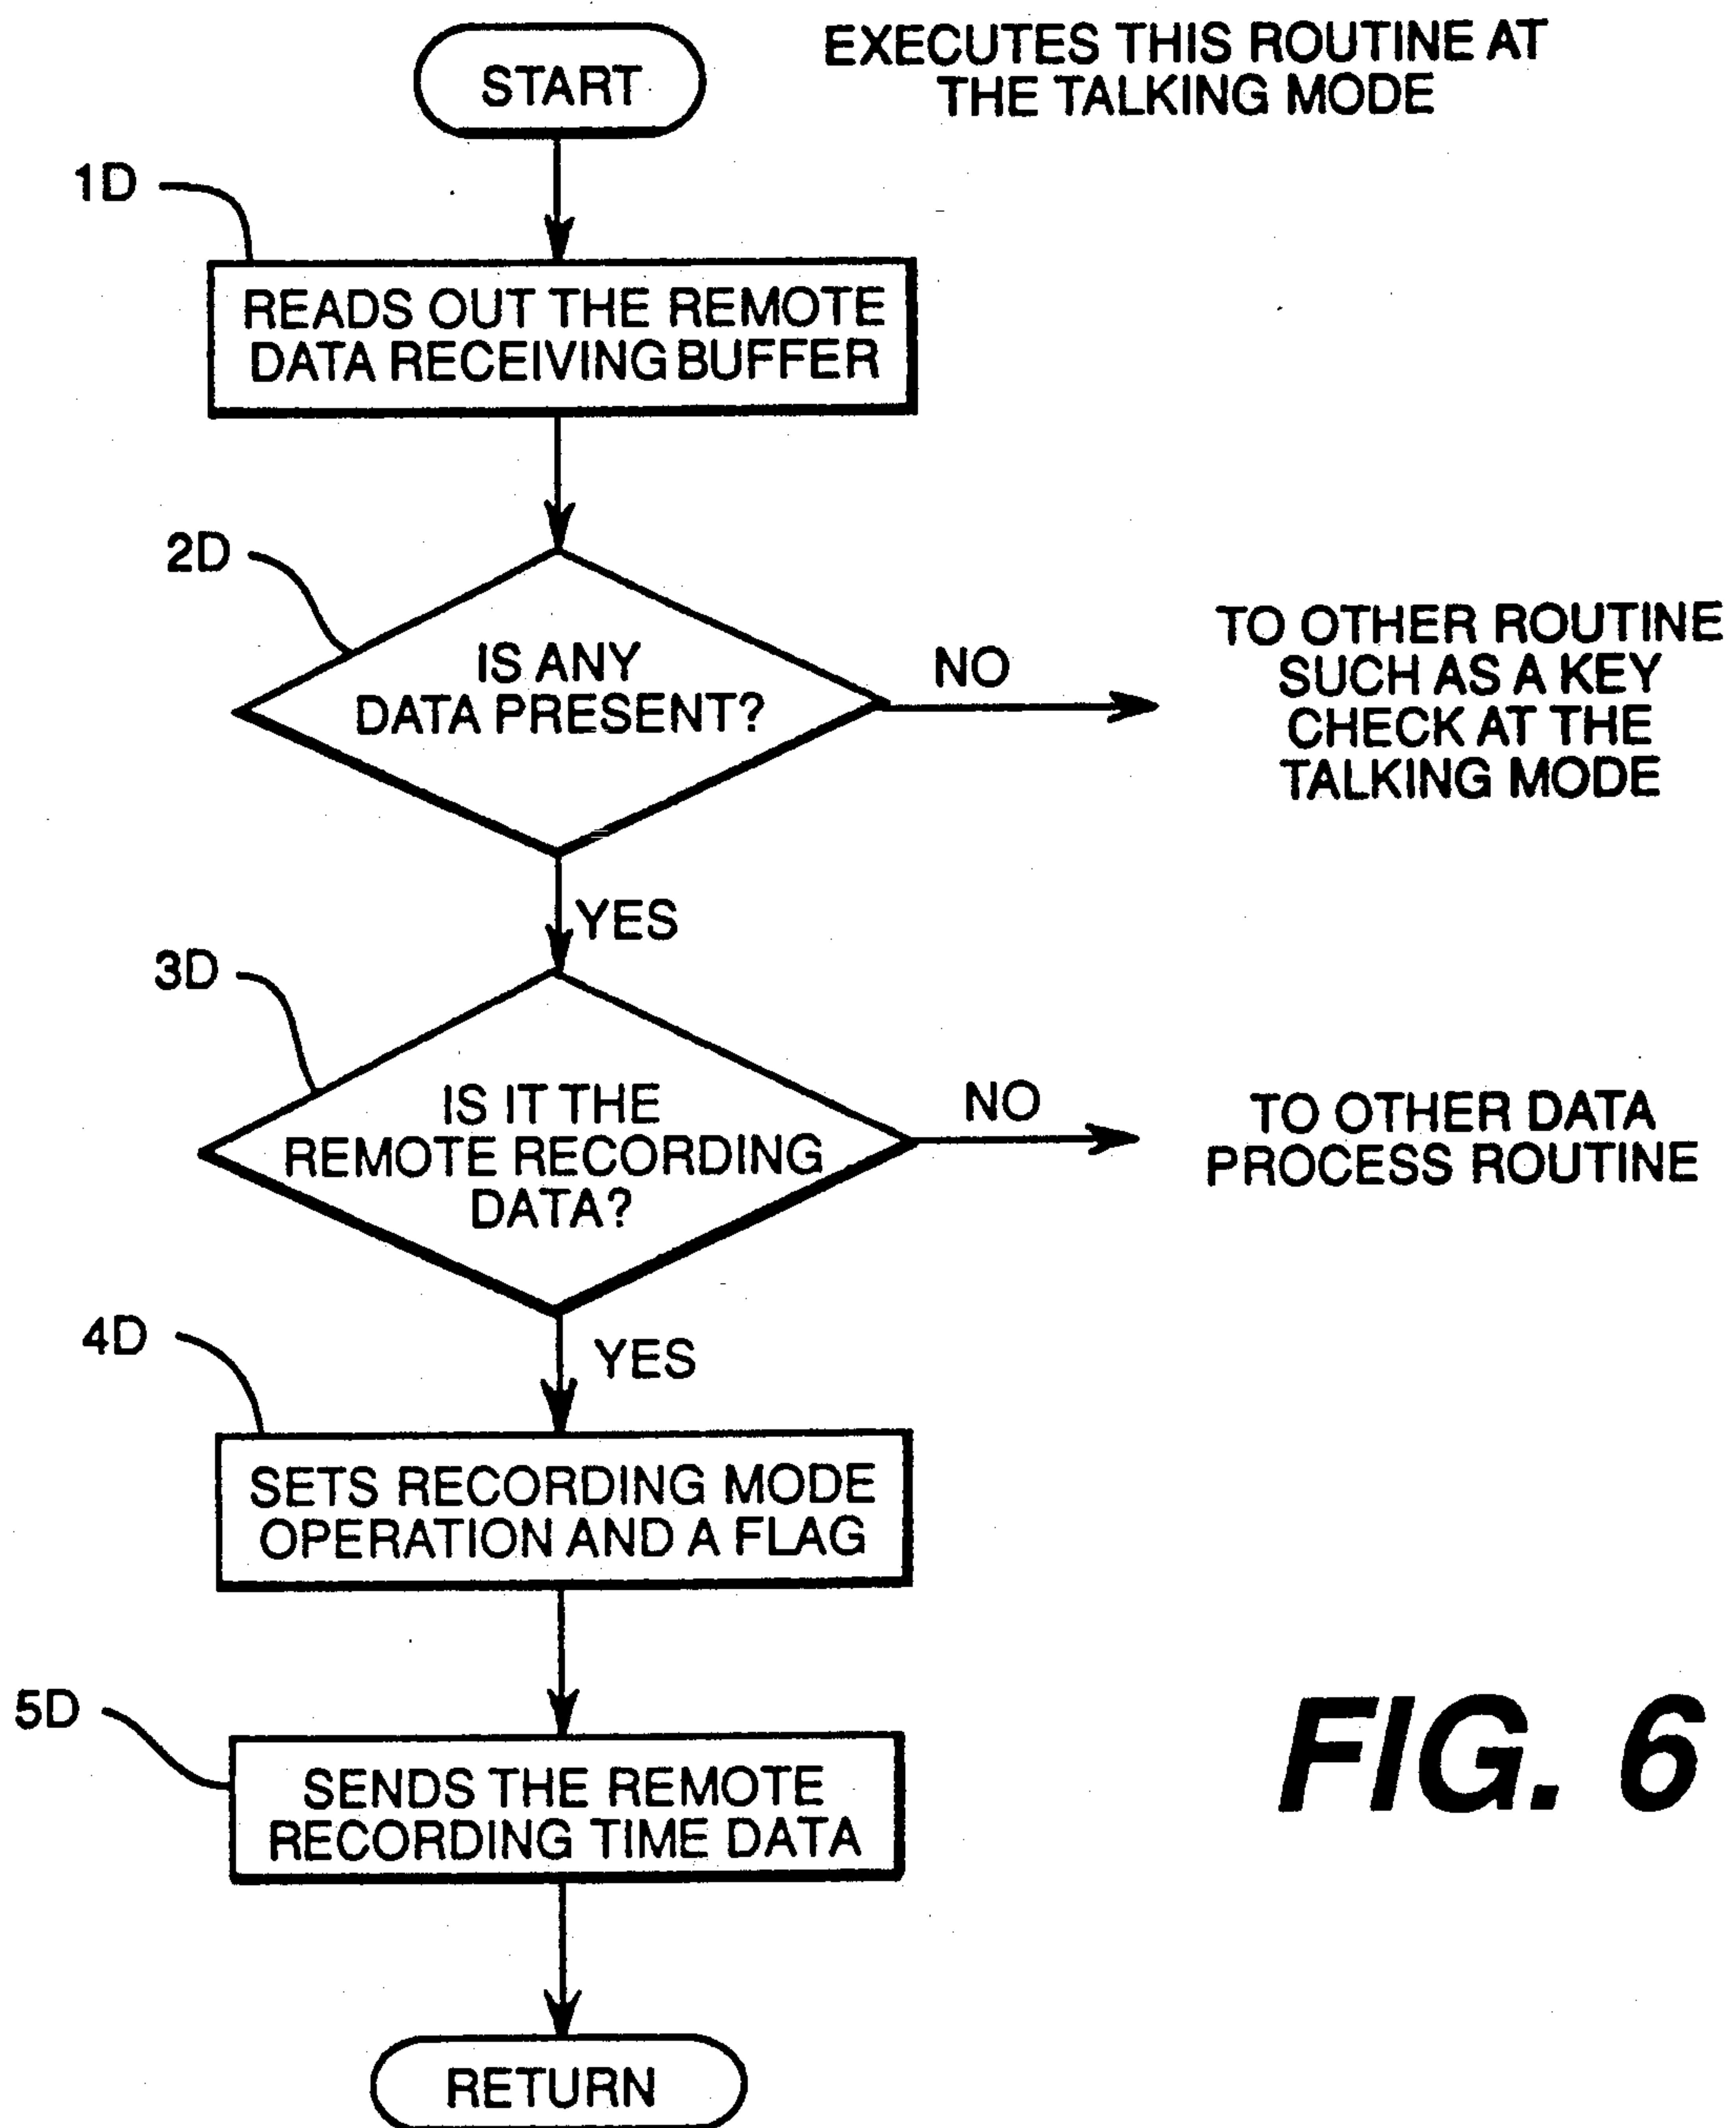 START
EXECUTES THIS ROUTINE AT
THE TALKING MODE
1D
READS OUT THE REMOTE
DATA RECEIVING BUFFER
2D
IS ANY
DATA PRESENT?
NO
TO OTHER ROUTINE
SUCH AS A KEY
CHECK AT THE
TALKING MODE
YES
3D
IS IT THE
REMOTE RECORDING
DATA?
NO
TO OTHER DATA
PROCESS ROUTINE
YES
4D
SETS RECORDING MODE
OPERATION AND A FLAG
5D
SENDS THE REMOTE
RECORDING TIME DATA
RETURN
FIG. 6